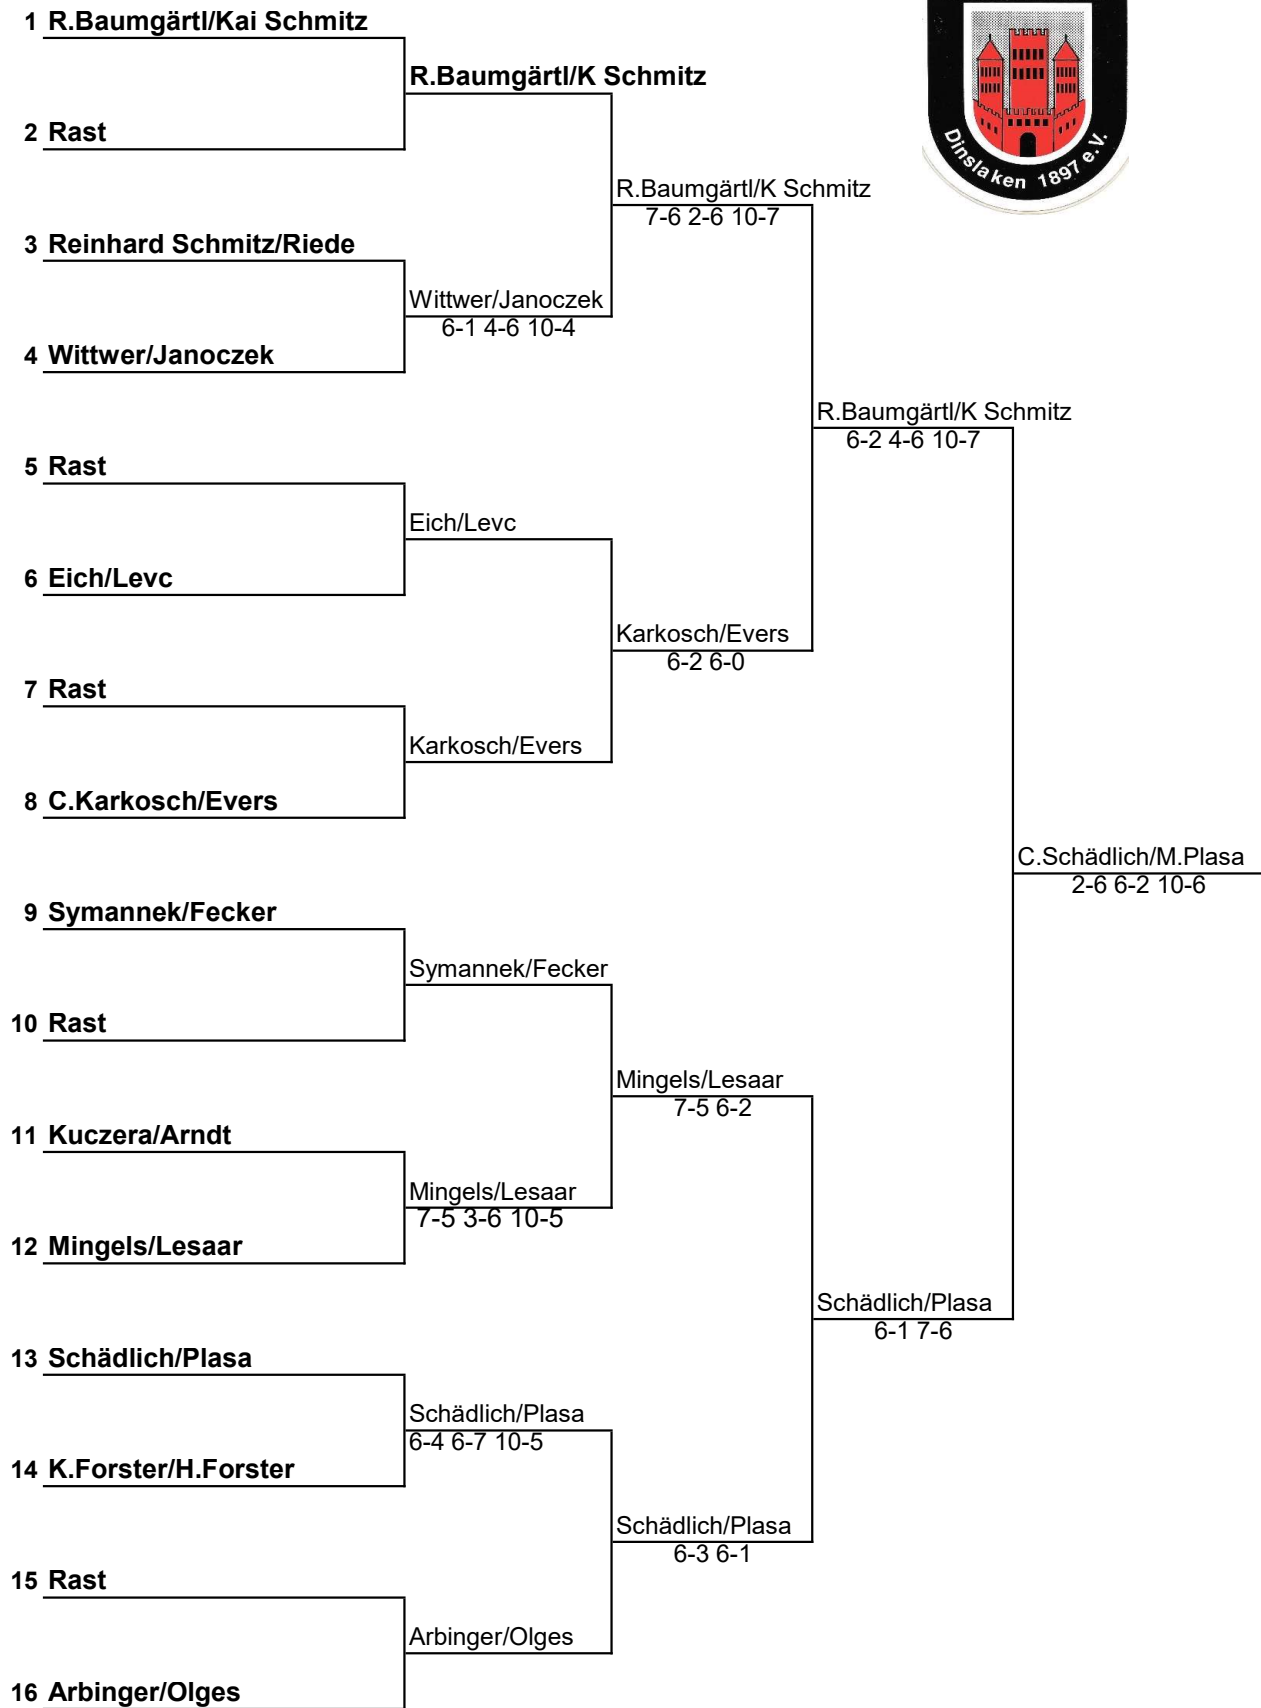 1 R.Baumgärtl/Kai Schmitz
R.Baumgärtl/K Schmitz
2 Rast
Dinslaken 1897 e.V.
R.Baumgärtl/K Schmitz
7-6 2-6 10-7
3 Reinhard Schmitz/Riede
Wittwer/Janoczek
6-1 4-6 10-4
4 Wittwer/Janoczek
R.Baumgärtl/K Schmitz
6-2 4-6 10-7
5 Rast
Eich/Levc
6 Eich/Levc
Karkosch/Evers
6-2 6-0
7 Rast
Karkosch/Evers
8 C.Karkosch/Evers
C.Schädlich/M.Plasa
2-6 6-2 10-6
9 Symannek/Fecker
Symannek/Fecker
10 Rast
Mingels/Lesaar
7-5 6-2
11 Kuczera/Arndt
Mingels/Lesaar
7-5 3-6 10-5
12 Mingels/Lesaar
Schädlich/Plasa
6-1 7-6
13 Schädlich/Plasa
Schädlich/Plasa
6-4 6-7 10-5
14 K.Forster/H.Forster
Schädlich/Plasa
6-3 6-1
15 Rast
Arbinger/Olges
16 Arbinger/Olges